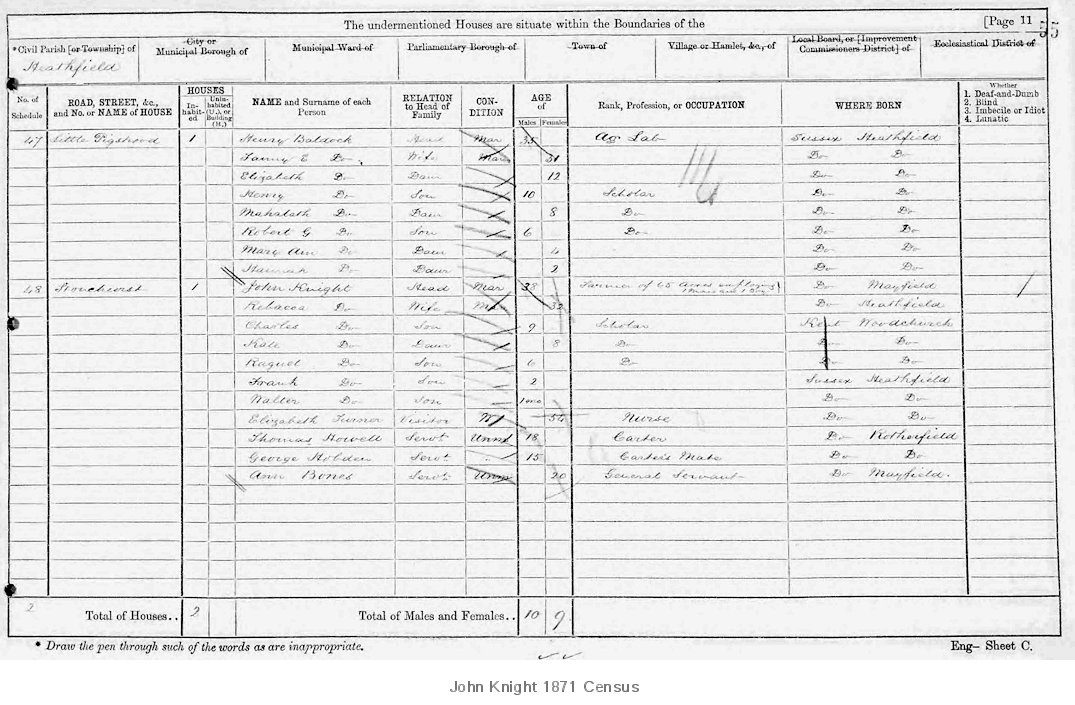 The undermentioned Houses are situate within the Boundaries of the
[Page 11
55
* Civil Parish [or Township] of City or Municipal Borough of Municipal Ward of Parliamentary Borough of Town of Village or Hamlet, &c., of Local Board, or [Improvement Commissioners District] of Ecclesiastical District of
Heathfield
No. of Schedule ROAD, STREET, &c., and No. or NAME of HOUSE HOUSES Inhabited Uninhabited (U.), or Building (B.) NAME and Surname of each Person RELATION to Head of Family CONDITION AGE of Males Females Rank, Profession, or OCCUPATION WHERE BORN Whether 1. Deaf-and-Dumb 2. Blind 3. Imbecile or Idiot 4. Lunatic
47 Little 1 Henry Baldock Head Mar 35 Ag Lab Sussex Heathfield
Fanny E Do Wife Mar 31 Do Do
Elizabeth Do Daur 12 Do Do
Henry Do Son 10 Scholar Do Do
Mahalath Do Daur 8 Do Do Do
Robert G Do Son 6 Do Do Do
Mary Ann Do Daur 4 Do Do
Hannah Do Daur 2 Do Do
48 1 John Knight Head Mar 38 Farmer of 65 Acres employing 1 Man and 1 Boy Do Mayfield
Rebecca Do Wife Mar 32 Do Heathfield
Charles Do Son 9 Scholar Kent Woodchurch
Kate Do Daur 8 Do Do Do
Raguel Do Son 6 Do Do Do
Frank Do Son 2 Sussex Heathfield
Walter Do Son 1mo Do Do
Elizabeth Turner Visitor W 54 Nurse Do Do
Thomas Howell Servt Unm 18 Carter Do Rotherfield
George Hobden Servt 15 Carter's Mate Do Do
Ann Bones Servt Unm 20 General Servant Do Mayfield.
2 Total of Houses.. 2 Total of Males and Females.. 10 9
* Draw the pen through such of the words as are inappropriate.
Eng- Sheet C.
John Knight 1871 Census